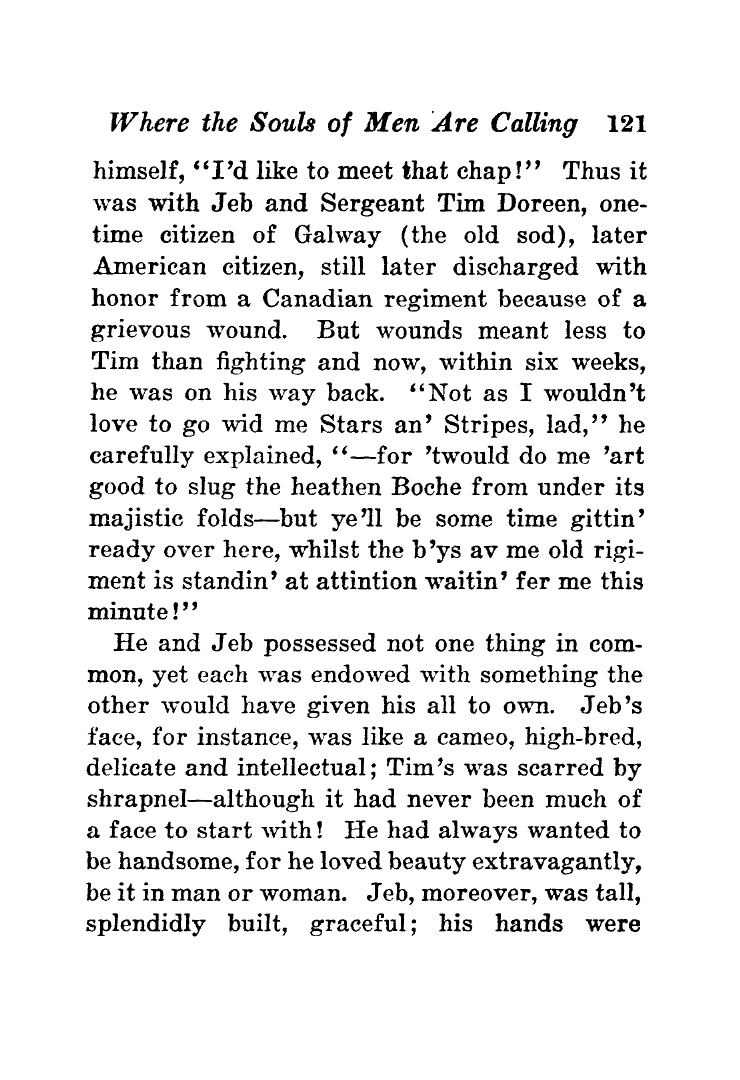 Where the Souls of Men Are Calling 121
himself, "I'd like to meet that chap!" Thus it
was with Jeb and Sergeant Tim Doreen, one-
time citizen of Galway (the old sod), later
American citizen, still later discharged with
honor from a Canadian regiment because of a
grievous wound. But wounds meant less to
Tim than fighting and now, within six weeks,
he was on his way back. "Not as I wouldn't
love to go wid me Stars an' Stripes, lad," he
carefully explained, "—for 'twould do me 'art
good to slug the heathen Boche from under its
majistic folds—but ye'll be some time gittin'
ready over here, whilst the b'ys av me old rigi-
ment is standin' at attintion waitin' fer me this
minute!"
He and Jeb possessed not one thing in com-
mon, yet each was endowed with something the
other would have given his all to own. Jeb's
face, for instance, was like a cameo, high-bred,
delicate and intellectual; Tim's was scarred by
shrapnel—although it had never been much of
a face to start with! He had always wanted to
be handsome, for he loved beauty extravagantly,
be it in man or woman. Jeb, moreover, was tall,
splendidly built, graceful; his hands were